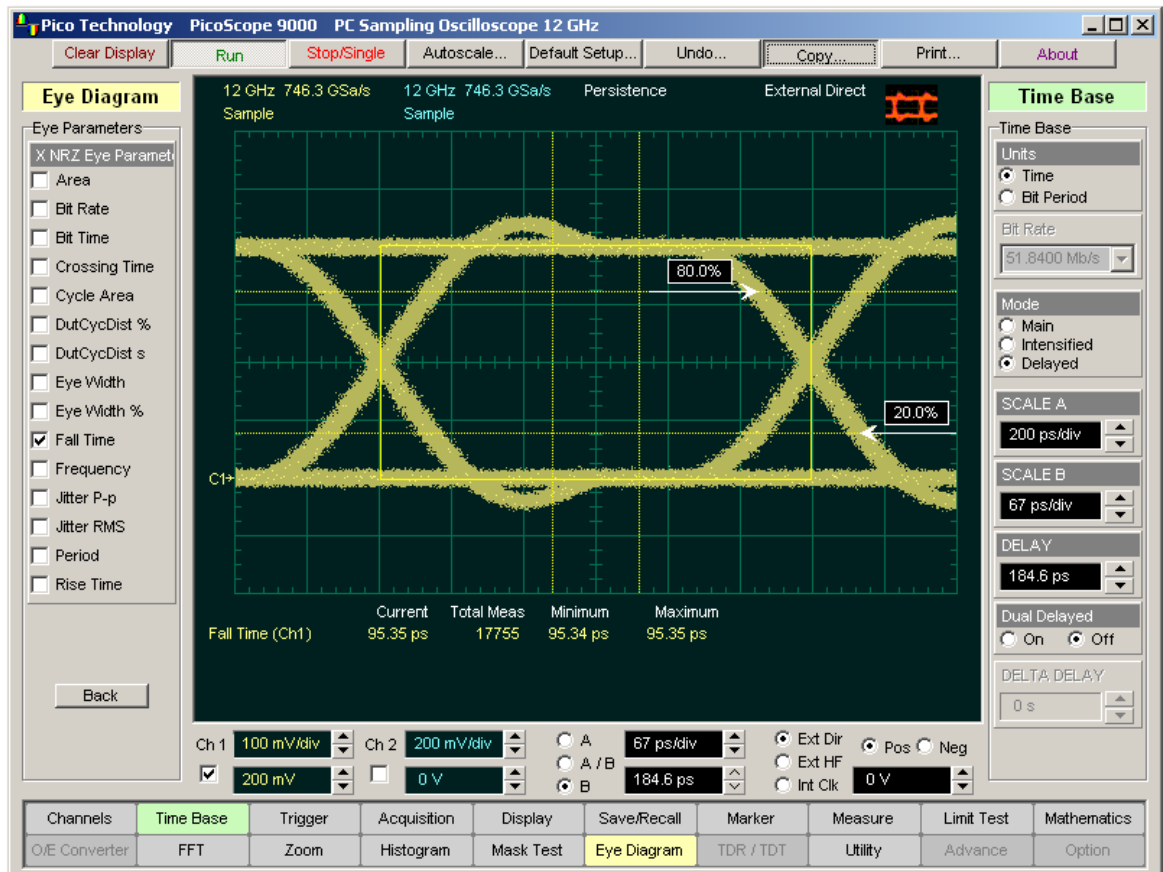 Pico Technology PicoScope 9000 PC Sampling Oscilloscope 12 GHz
Clear Display Run Stop/Single Autoscale... Default Setup... Undo... Copy... Print... About
Eye Diagram
Eye Parameters
X NRZ Eye Paramet
Area
Bit Rate
Bit Time
Crossing Time
Cycle Area
DutCycDist %
DutCycDist s
Eye Width
Eye Width %
Fall Time
Frequency
Jitter P-p
Jitter RMS
Period
Rise Time
Back
12 GHz 746.3 GSa/s 12 GHz 746.3 GSa/s Persistence External Direct
Sample Sample
80.0%
20.0%
C1
Current Total Meas Minimum Maximum
Fall Time (Ch1) 95.35 ps 17755 95.34 ps 95.35 ps
Time Base
Time Base
Units
Time
Bit Period
Bit Rate
51.8400 Mb/s
Mode
Main
Intensified
Delayed
SCALE A
200 ps/div
SCALE B
67 ps/div
DELAY
184.6 ps
Dual Delayed
On Off
DELTA DELAY
0 s
Ch 1 100 mV/div Ch 2 200 mV/div A 67 ps/div Ext Dir Pos Neg
A / B Ext HF
200 mV 0 V B 184.6 ps Int Clk 0 V
Channels Time Base Trigger Acquisition Display Save/Recall Marker Measure Limit Test Mathematics
O/E Converter FFT Zoom Histogram Mask Test Eye Diagram TDR / TDT Utility Advance Option